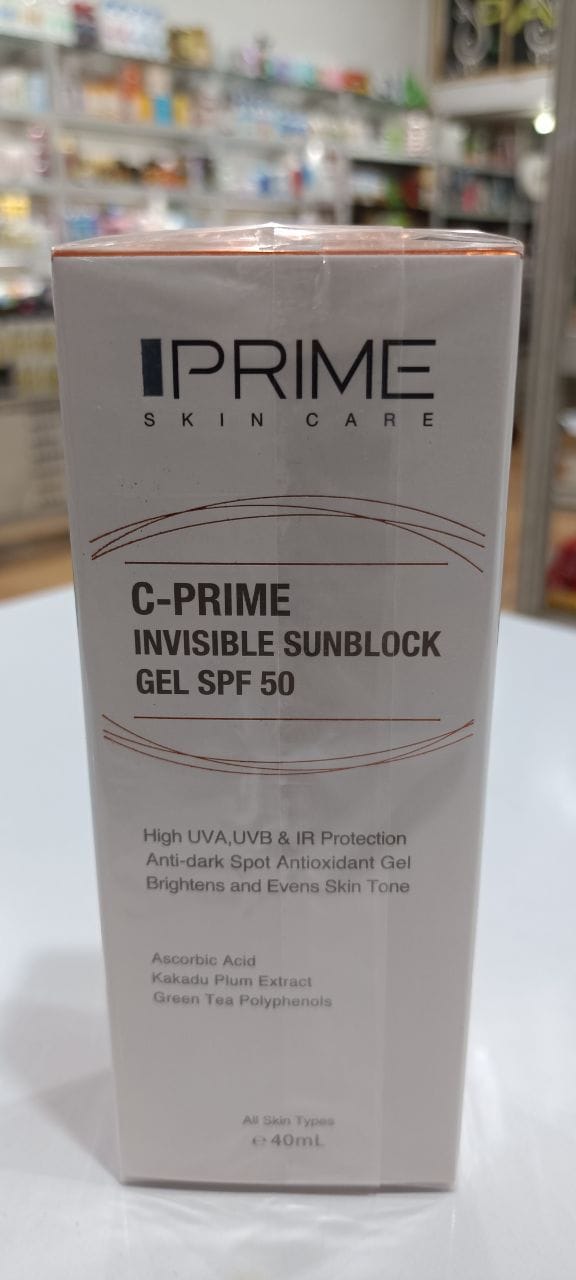 PRIME
SKIN CARE
C-PRIME
INVISIBLE SUNBLOCK
GEL SPF 50
High UVA,UVB & IR Protection
Anti-dark Spot Antioxidant Gel
Brightens and Evens Skin Tone
Ascorbic Acid
Kakadu Plum Extract
Green Tea Polyphenols
All Skin Types
℮ 40mL